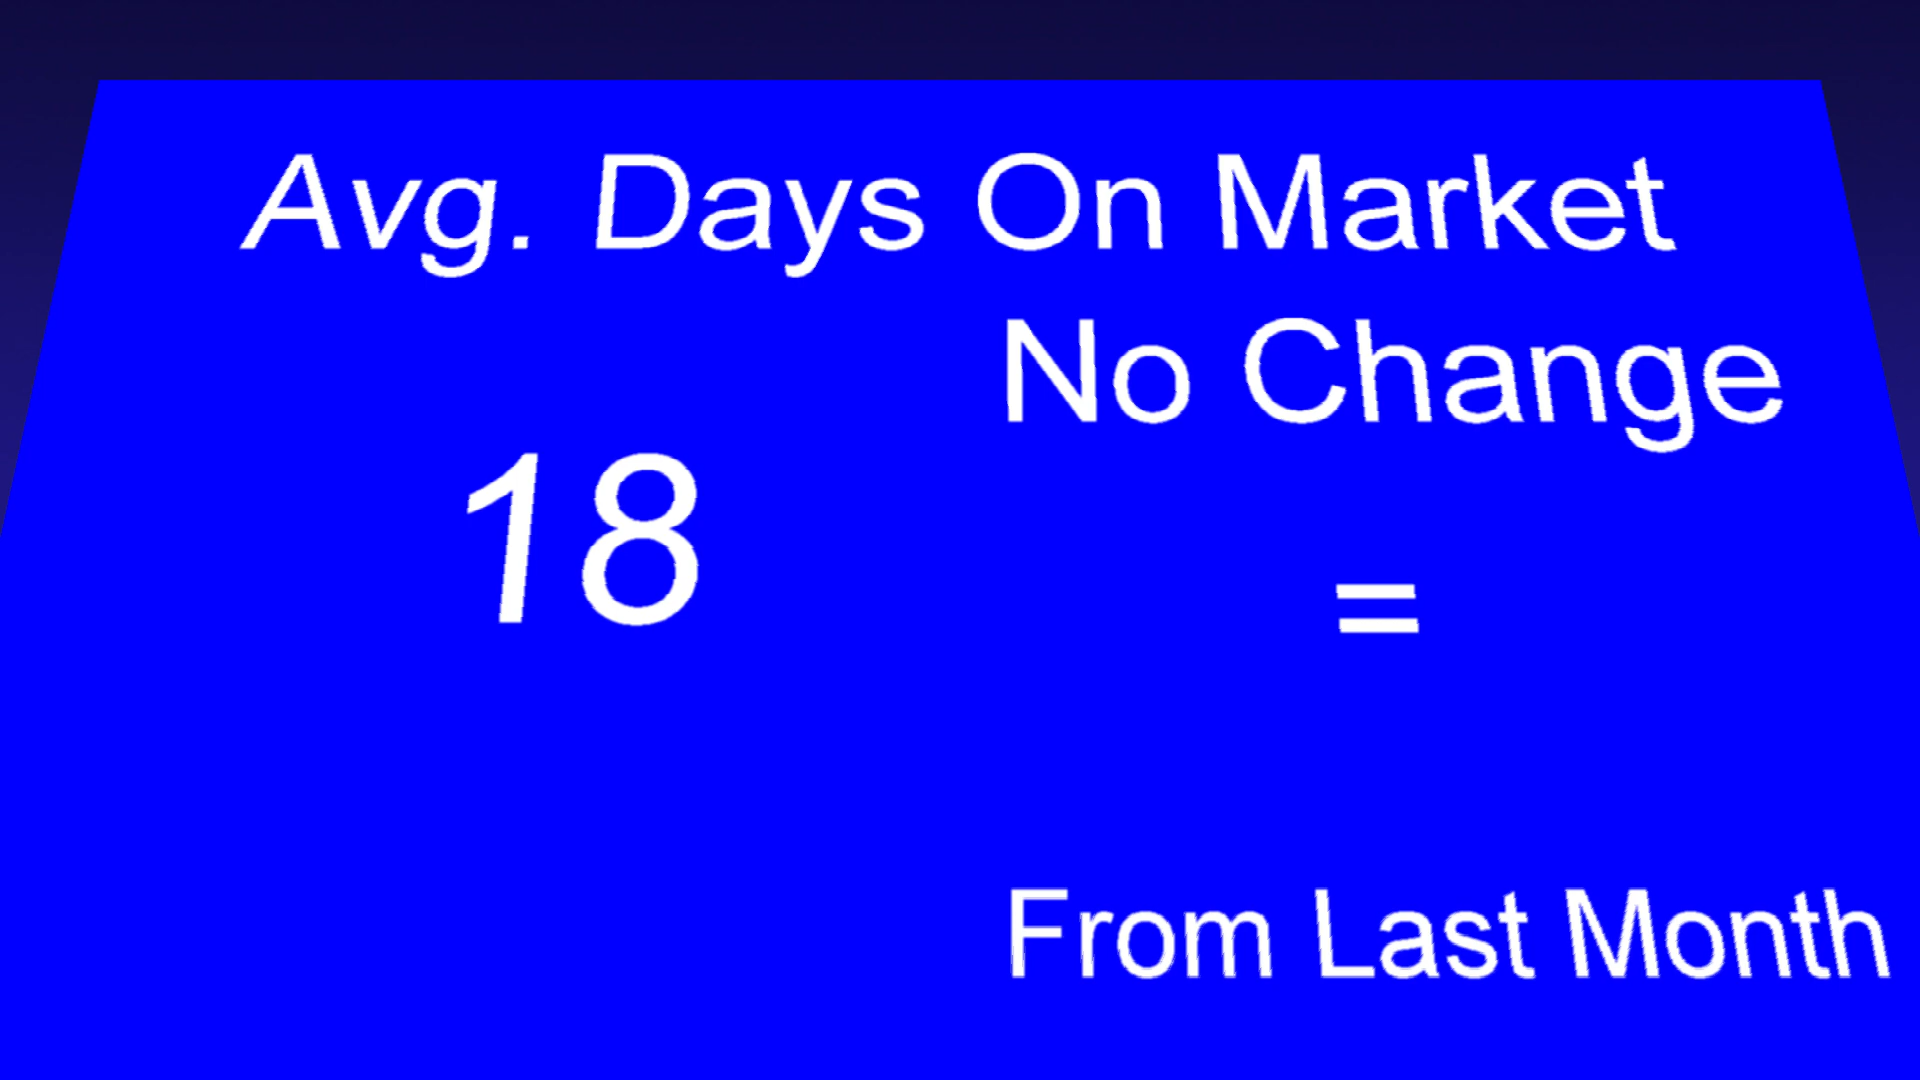 Avg. Days On Market
No Change
18
=
From Last Month